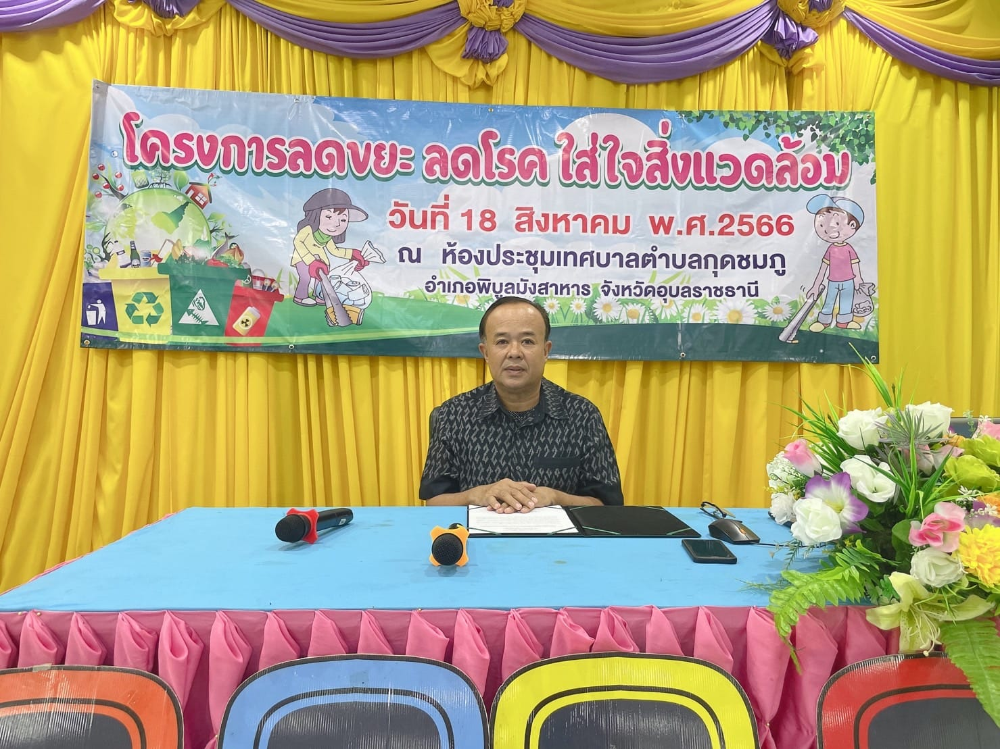 โครงการลดขยะ ลดโรค ใส่ใจสิ่งแวดล้อม
วันที่ 18 สิงหาคม พ.ศ.2566
ณ ห้องประชุมเทศบาลตำบลกุดชมภู
อำเภอพิบูลมังสาหาร จังหวัดอุบลราชธานี